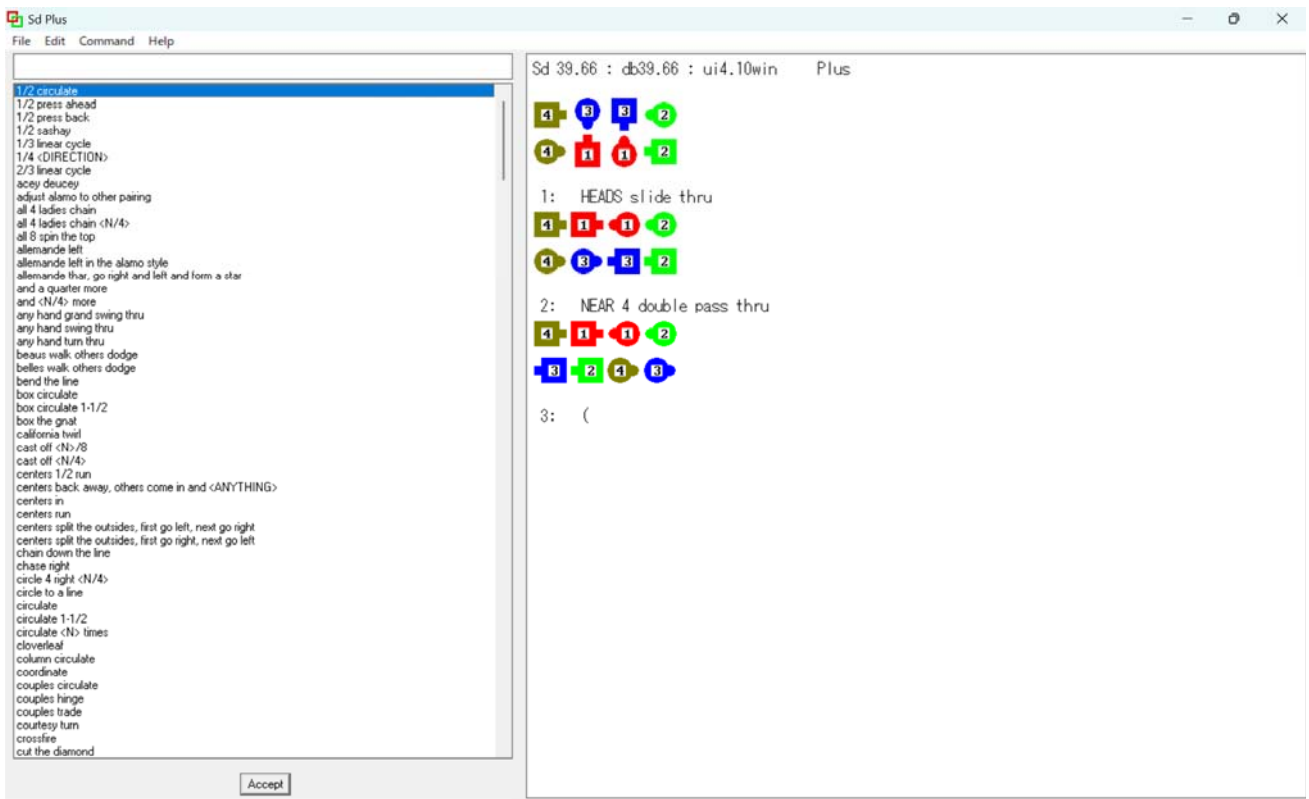 Sd Plus
File Edit Command Help
1/2 circulate
1/2 press ahead
1/2 press back
1/2 sashay
1/3 linear cycle
1/4 <DIRECTION>
2/3 linear cycle
acey deucey
adjust alamo to other pairing
all 4 ladies chain
all 4 ladies chain <N/4>
all 8 spin the top
allemande left
allemande left in the alamo style
allemande thar, go right and left and form a star
and a quarter more
and <N/4> more
any hand grand swing thru
any hand swing thru
any hand turn thru
beaus walk others dodge
belles walk others dodge
bend the line
box circulate
box circulate 1-1/2
box the gnat
california twirl
cast off <N>/8
cast off <N/4>
centers 1/2 run
centers back away, others come in and <ANYTHING>
centers in
centers run
centers split the outsides, first go left, next go right
centers split the outsides, first go right, next go left
chain down the line
chase right
circle 4 right <N/4>
circle to a line
circulate
circulate 1-1/2
circulate <N> times
cloverleaf
column circulate
coordinate
couples circulate
couples hinge
couples trade
courtesy turn
crossfire
cut the diamond
Accept
Sd 39.66 : db39.66 : ui4.10win Plus
4 3 3 2
4 1 1 2
1: HEADS slide thru
4 1 1 2
4 3 3 2
2: NEAR 4 double pass thru
4 1 1 2
3 2 4 3
3: (